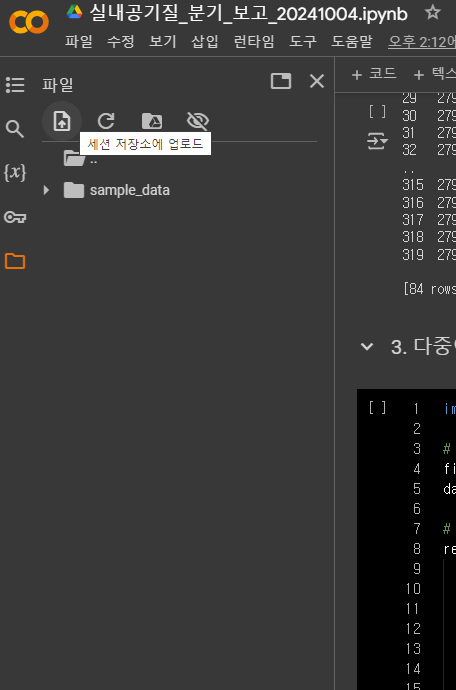 실내공기질_분기_보고_20241004.ipynb
파일 수정 보기 삽입 런타임 도구 도움말 오후 2:12에
파일
+ 코드 + 텍스
세션 저장소에 업로드
..
{x}
sample_data
29 279
[ ] 30 279
31 279
32 279
..
315 279
316 279
317 279
318 279
319 279
[84 rows
3. 다중
[ ] 1 im
2
3 #
4 fi
5 da
6
7 #
8 re
9
10
11
12
13
14
15